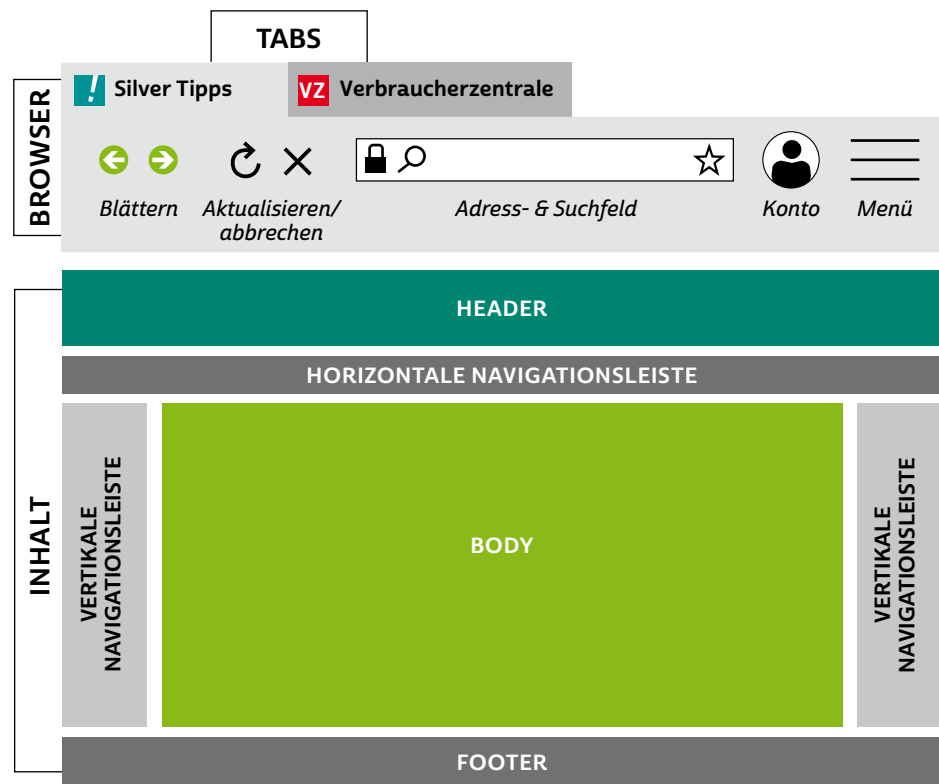 TABS
BROWSER
! Silver Tipps
VZ Verbraucherzentrale
Blättern
Aktualisieren/
abbrechen
Adress- & Suchfeld
Konto
Menü
INHALT
HEADER
HORIZONTALE NAVIGATIONSLEISTE
VERTIKALE
NAVIGATIONSLEISTE
BODY
VERTIKALE
NAVIGATIONSLEISTE
FOOTER